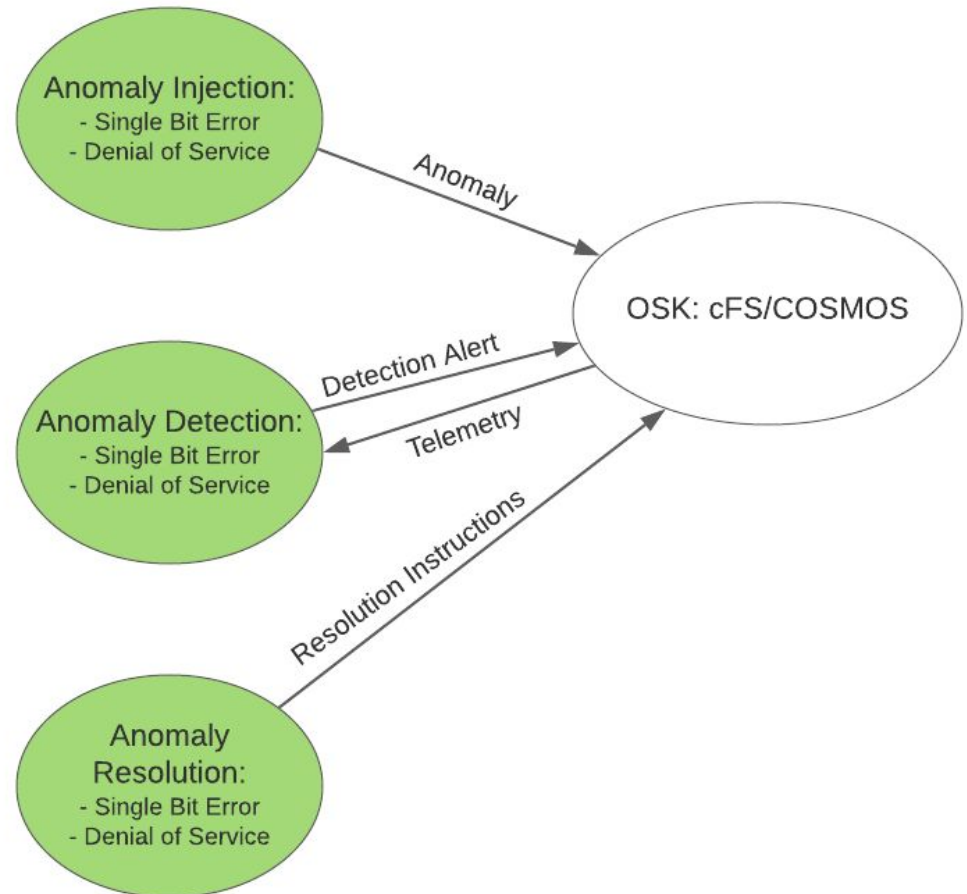 Anomaly Injection:
- Single Bit Error
- Denial of Service
Anomaly
OSK: cFS/COSMOS
Detection Alert
Telemetry
Anomaly Detection:
- Single Bit Error
- Denial of Service
Resolution Instructions
Anomaly
Resolution:
- Single Bit Error
- Denial of Service